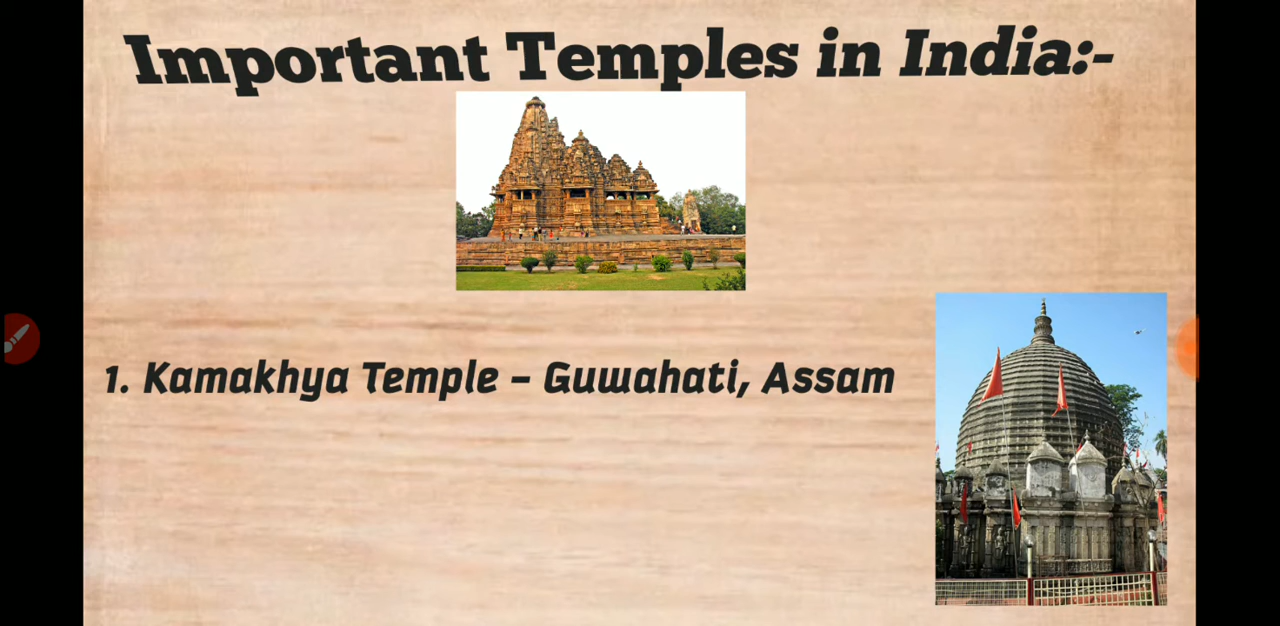 Important Temples in India:-
1. Kamakhya Temple - Guwahati, Assam